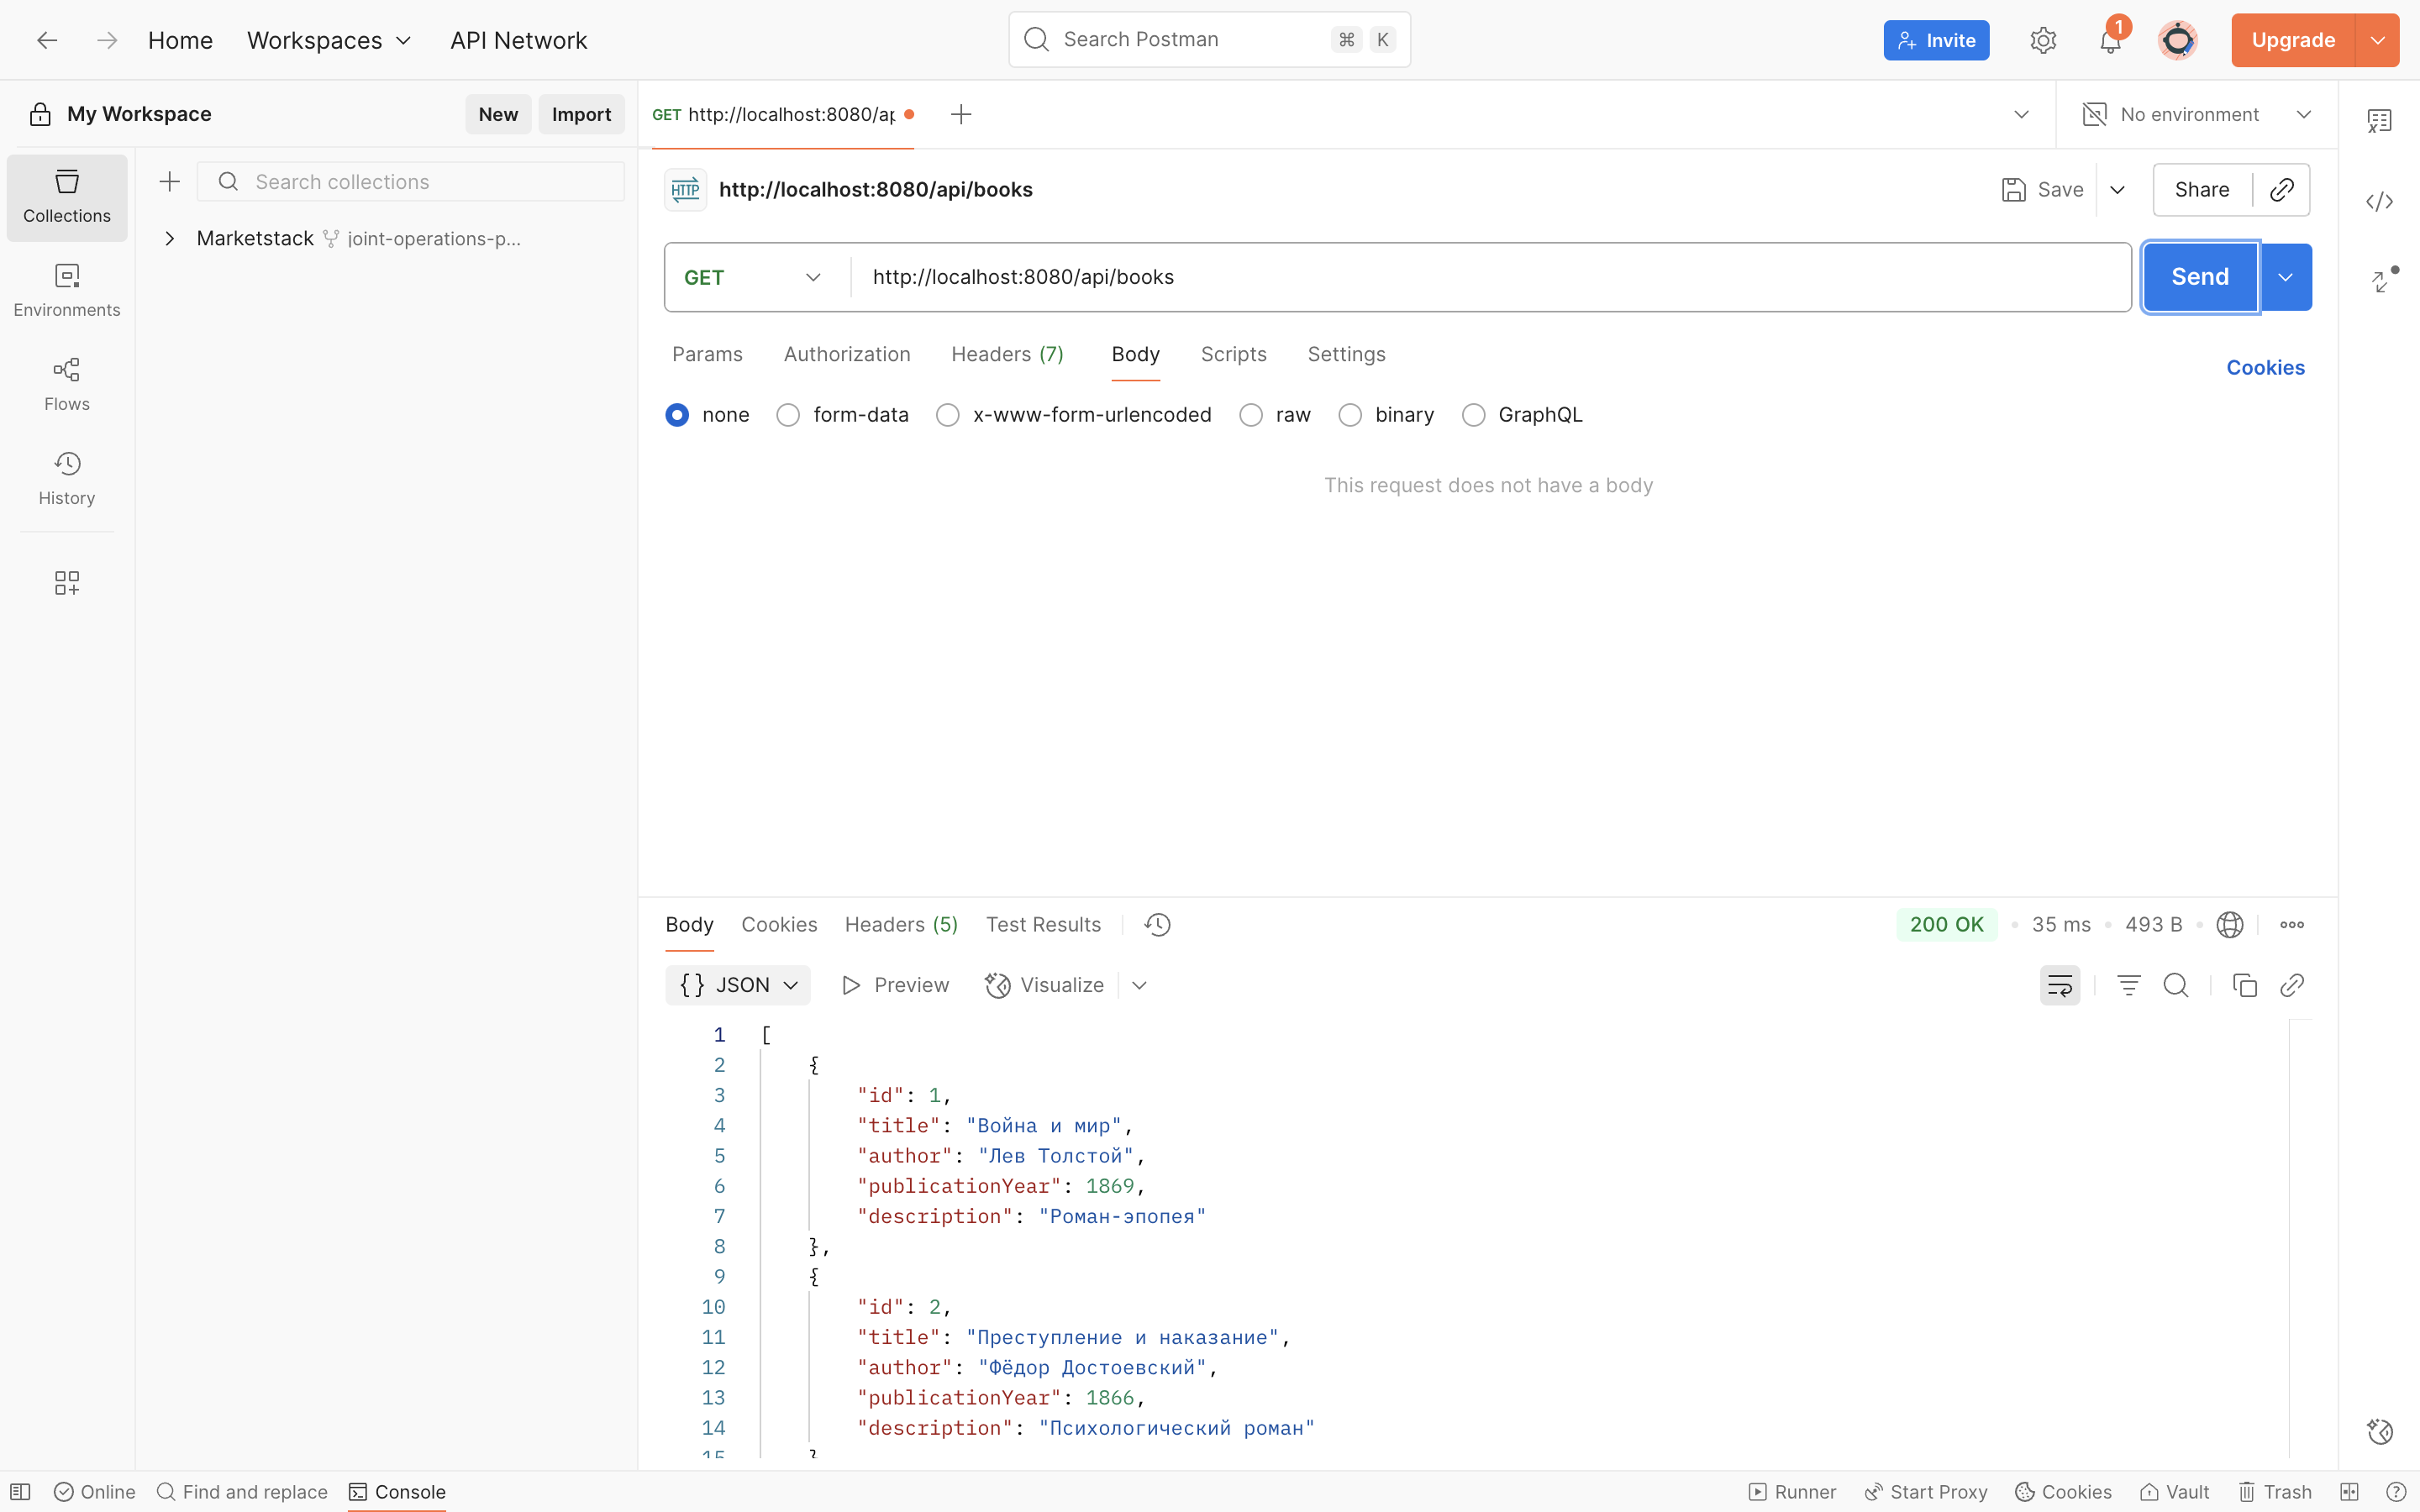 Home Workspaces API Network Search Postman ⌘ K Invite 1 Upgrade
My Workspace New Import GET http://localhost:8080/ap No environment
Collections
Environments
Flows
History
Search collections
Marketstack joint-operations-p...
HTTP http://localhost:8080/api/books Save Share
GET http://localhost:8080/api/books Send
Params Authorization Headers (7) Body Scripts Settings Cookies
none form-data x-www-form-urlencoded raw binary GraphQL
This request does not have a body
Body Cookies Headers (5) Test Results 200 OK • 35 ms • 493 B •
{} JSON Preview Visualize
1 [
2 {
3 "id": 1,
4 "title": "Война и мир",
5 "author": "Лев Толстой",
6 "publicationYear": 1869,
7 "description": "Роман-эпопея"
8 },
9 {
10 "id": 2,
11 "title": "Преступление и наказание",
12 "author": "Фёдор Достоевский",
13 "publicationYear": 1866,
14 "description": "Психологический роман"
15 }
Online Find and replace Console Runner Start Proxy Cookies Vault Trash